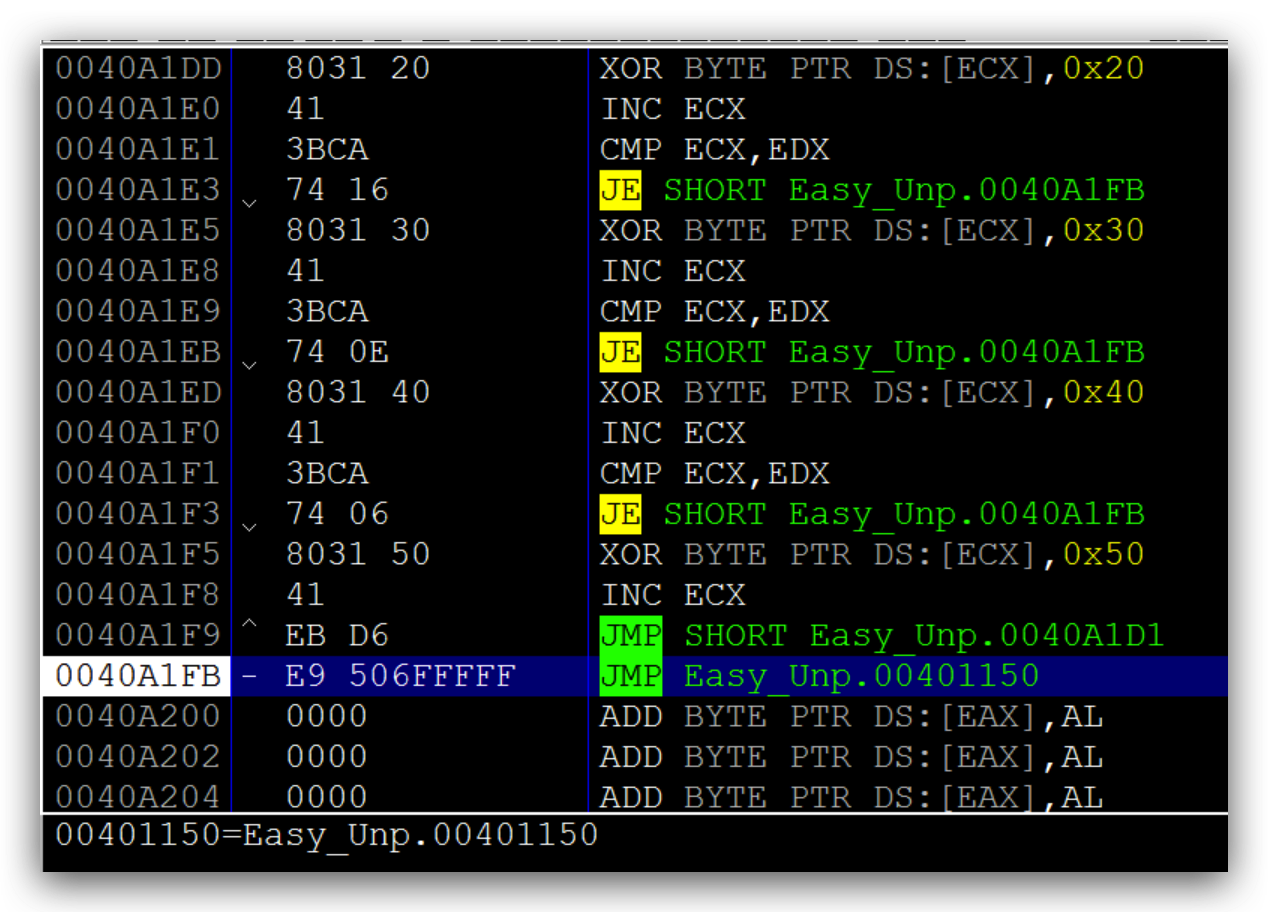 0040A1DD 8031 20 XOR BYTE PTR DS:[ECX],0x20
0040A1E0 41 INC ECX
0040A1E1 3BCA CMP ECX,EDX
0040A1E3 74 16 JE SHORT Easy_Unp.0040A1FB
0040A1E5 8031 30 XOR BYTE PTR DS:[ECX],0x30
0040A1E8 41 INC ECX
0040A1E9 3BCA CMP ECX,EDX
0040A1EB 74 0E JE SHORT Easy_Unp.0040A1FB
0040A1ED 8031 40 XOR BYTE PTR DS:[ECX],0x40
0040A1F0 41 INC ECX
0040A1F1 3BCA CMP ECX,EDX
0040A1F3 74 06 JE SHORT Easy_Unp.0040A1FB
0040A1F5 8031 50 XOR BYTE PTR DS:[ECX],0x50
0040A1F8 41 INC ECX
0040A1F9 ^ EB D6 JMP SHORT Easy_Unp.0040A1D1
0040A1FB - E9 506FFFFF JMP Easy_Unp.00401150
0040A200 0000 ADD BYTE PTR DS:[EAX],AL
0040A202 0000 ADD BYTE PTR DS:[EAX],AL
0040A204 0000 ADD BYTE PTR DS:[EAX],AL
00401150=Easy_Unp.00401150